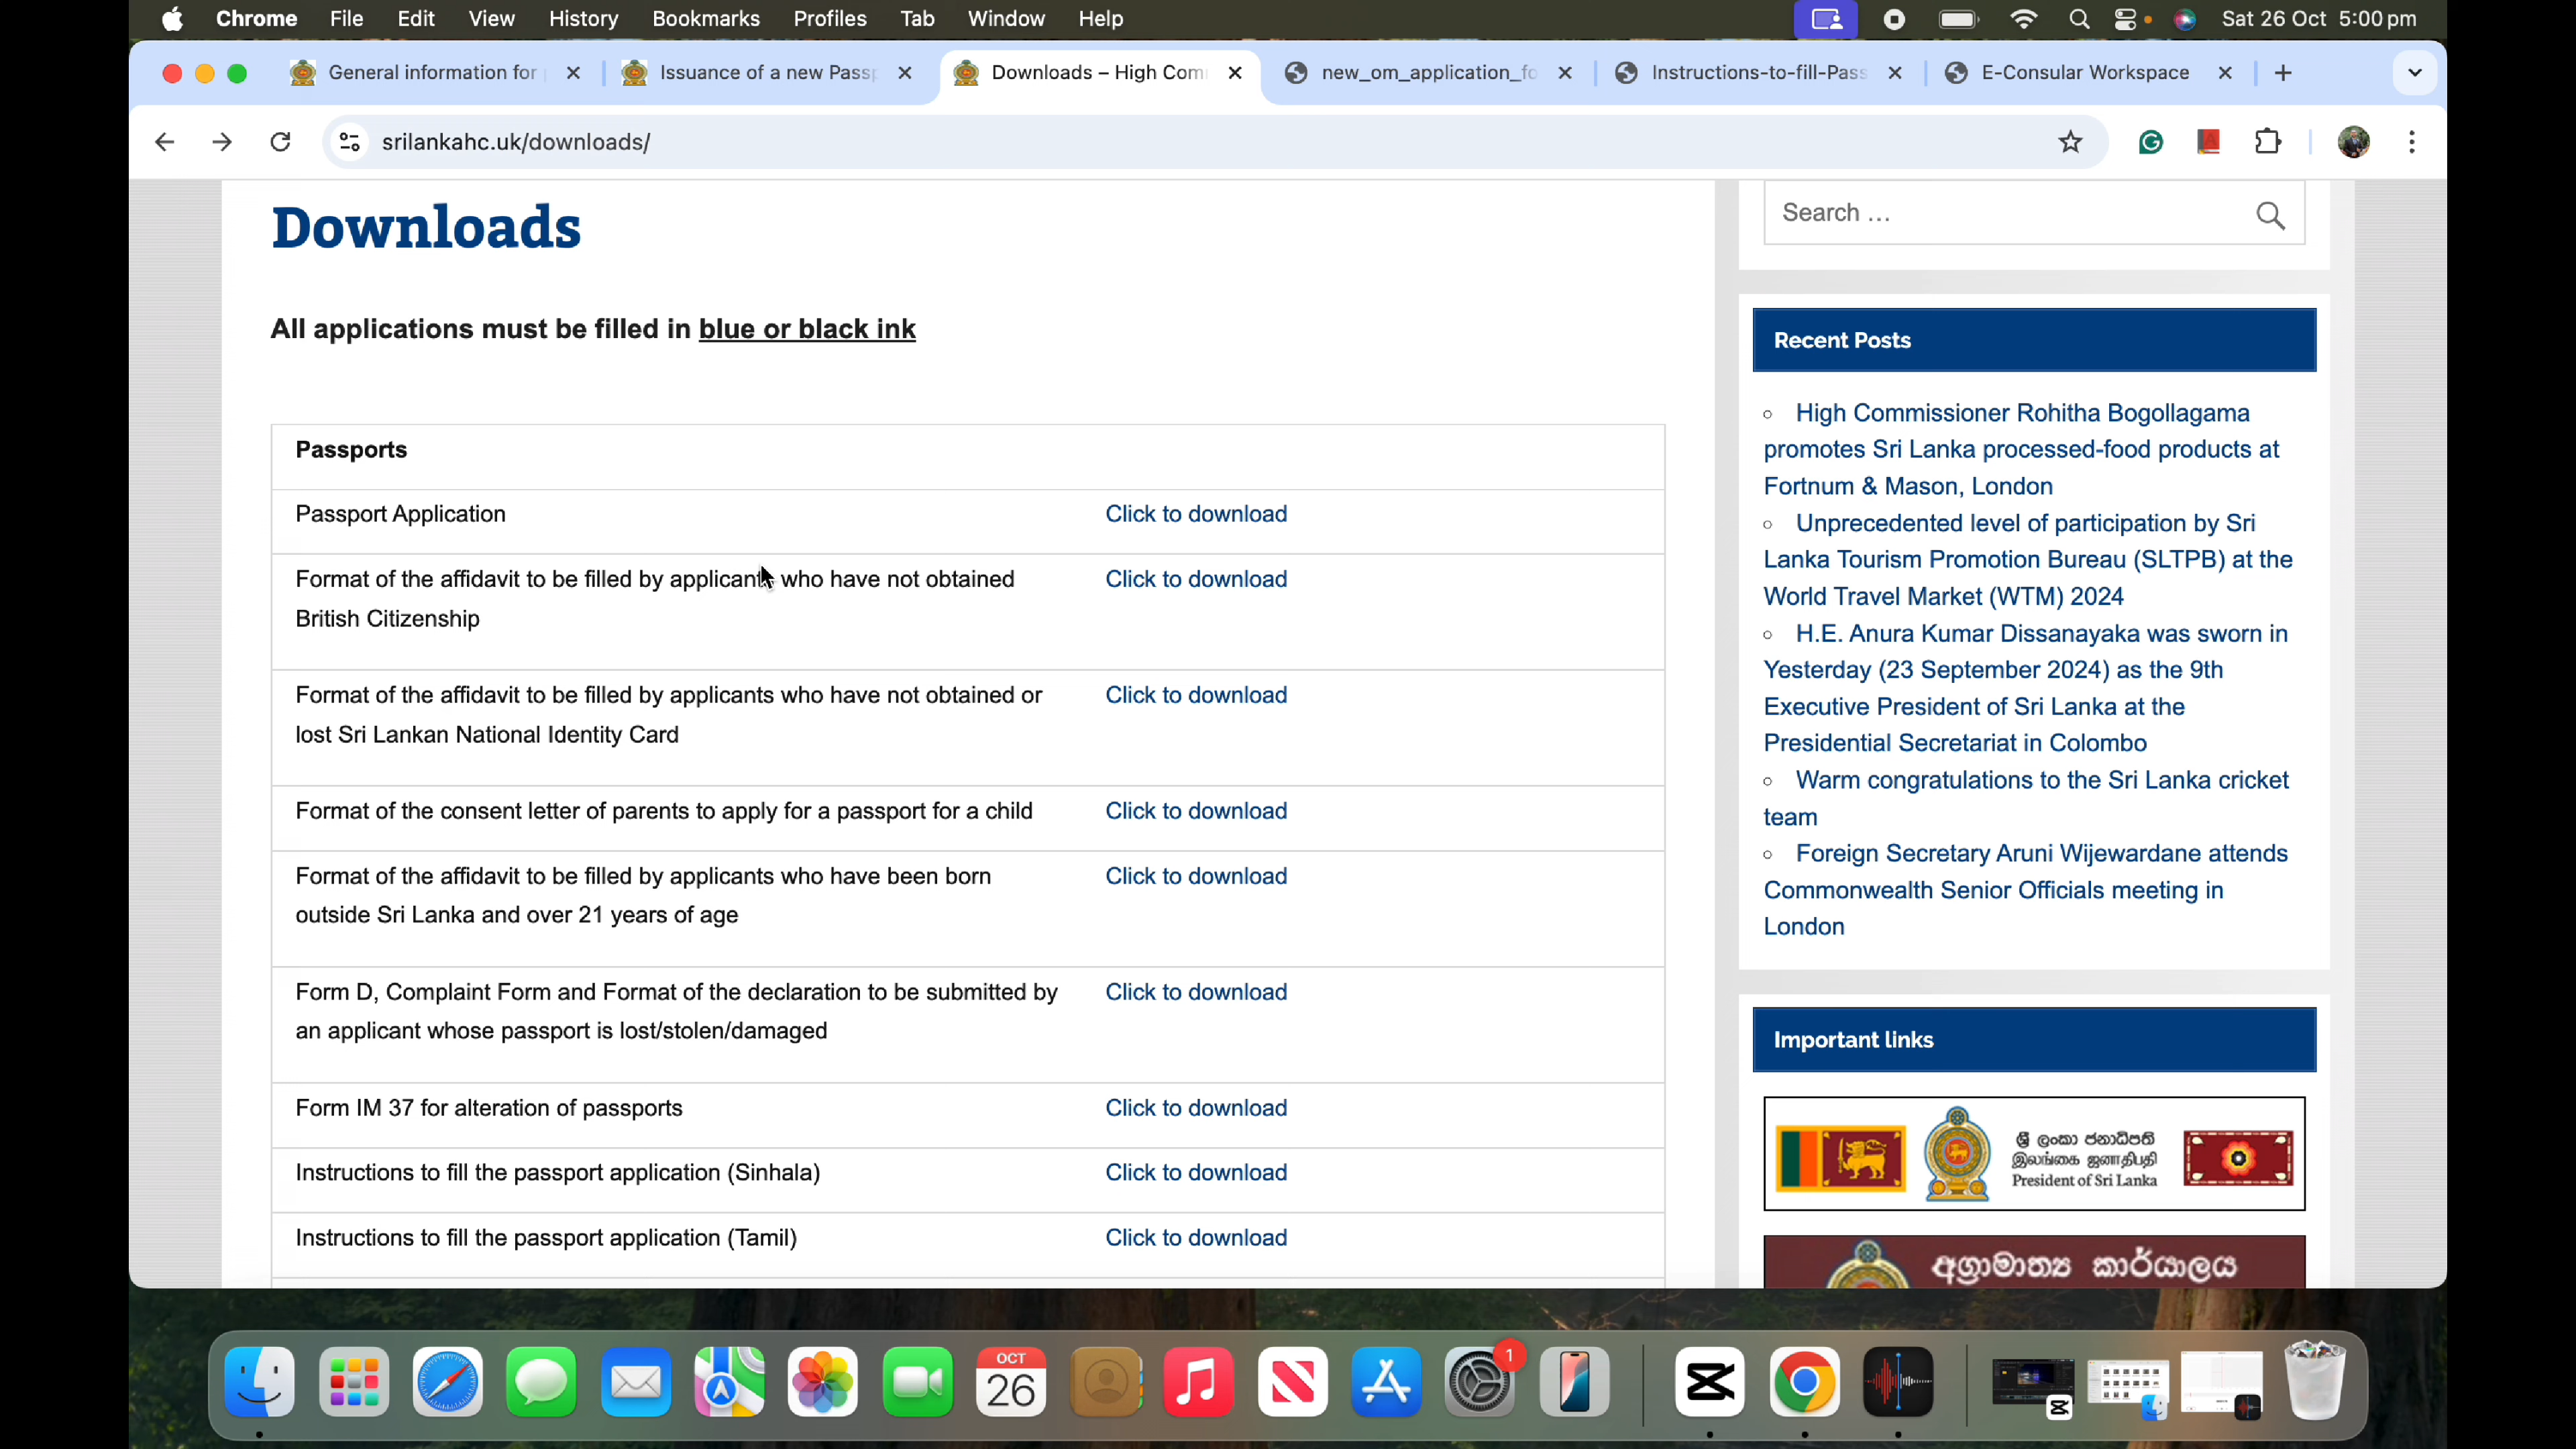 Chrome File Edit View History Bookmarks Profiles Tab Window Help Sat 26 Oct 5:00 pm
General information for Issuance of a new Passp Downloads – High Com new_om_application_fo Instructions-to-fill-Pass E-Consular Workspace
srilankahc.uk/downloads/
Downloads
All applications must be filled in blue or black ink
Passports
Passport Application Click to download
Format of the affidavit to be filled by applicants who have not obtained Click to download
British Citizenship
Format of the affidavit to be filled by applicants who have not obtained or Click to download
lost Sri Lankan National Identity Card
Format of the consent letter of parents to apply for a passport for a child Click to download
Format of the affidavit to be filled by applicants who have been born Click to download
outside Sri Lanka and over 21 years of age
Form D, Complaint Form and Format of the declaration to be submitted by Click to download
an applicant whose passport is lost/stolen/damaged
Form IM 37 for alteration of passports Click to download
Instructions to fill the passport application (Sinhala) Click to download
Instructions to fill the passport application (Tamil) Click to download
Search ...
Recent Posts
High Commissioner Rohitha Bogollagama
promotes Sri Lanka processed-food products at
Fortnum & Mason, London
Unprecedented level of participation by Sri
Lanka Tourism Promotion Bureau (SLTPB) at the
World Travel Market (WTM) 2024
H.E. Anura Kumar Dissanayaka was sworn in
Yesterday (23 September 2024) as the 9th
Executive President of Sri Lanka at the
Presidential Secretariat in Colombo
Warm congratulations to the Sri Lanka cricket
team
Foreign Secretary Aruni Wijewardane attends
Commonwealth Senior Officials meeting in
London
Important links
ශ්‍රී ලංකා ජනාධිපති
இலங்கை ஜனாதிபதி
President of Sri Lanka
අග්‍රාමාත්‍ය කාර්යාලය
OCT
26
1